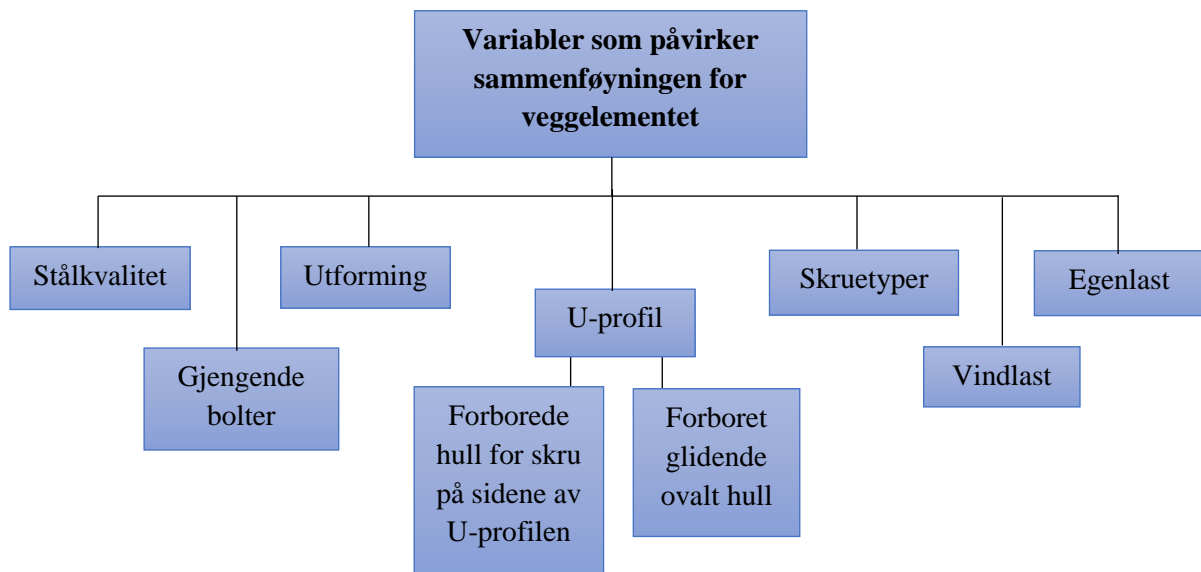 Variabler som påvirker
sammenføyningen for
veggelementet
Stålkvalitet
Gjengende
bolter
Utforming
U-profil
Forborede
hull for skru
på sidene av
U-profilen
Forboret
glidende
ovalt hull
Skruetyper
Vindlast
Egenlast